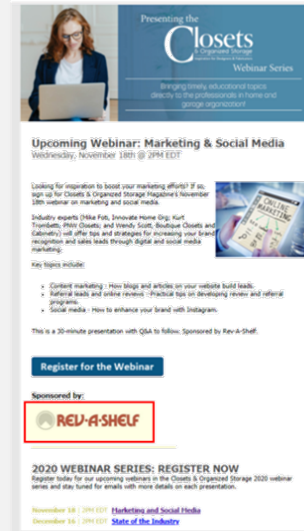 Presenting the
Closets
& Organized Storage
Webinar Series
Bringing timely, educational topics
directly to the professionals in home and
garage organization!
Upcoming Webinar: Marketing & Social Media
Wednesday, November 18th @ 2PM EDT
Looking for inspiration to boost your marketing efforts? If so,
sign up for Closets & Organized Storage Magazine's November
18th webinar on marketing and social media.
ONLINE
MARKETING
Industry experts (Mike Foti, Innovate Home Org; Kurt
Trombetti, PMW Closets; and Wendy Scott, Boutique Closets and
Cabinetry) will offer tips and strategies for increasing your brand
recognition and sales leads through digital and social media
marketing.
Key topics include:
Content marketing - How blogs and articles on your website build leads.
Referral leads and online reviews - Practical tips on developing review and referral
programs.
Social media - How to enhance your brand with Instagram.
This is a 30-minute presentation with Q&A to follow. Sponsored by Rev-A-Shelf.
Register for the Webinar
Sponsored by:
REV-A-SHELF
2020 WEBINAR SERIES: REGISTER NOW
Register today for our upcoming webinars in the Closets & Organized Storage 2020 webinar
series and stay tuned for emails with more details on each presentation.
November 18 | 2PM EDT Marketing and Social Media
December 16 | 2PM EDT State of the Industry